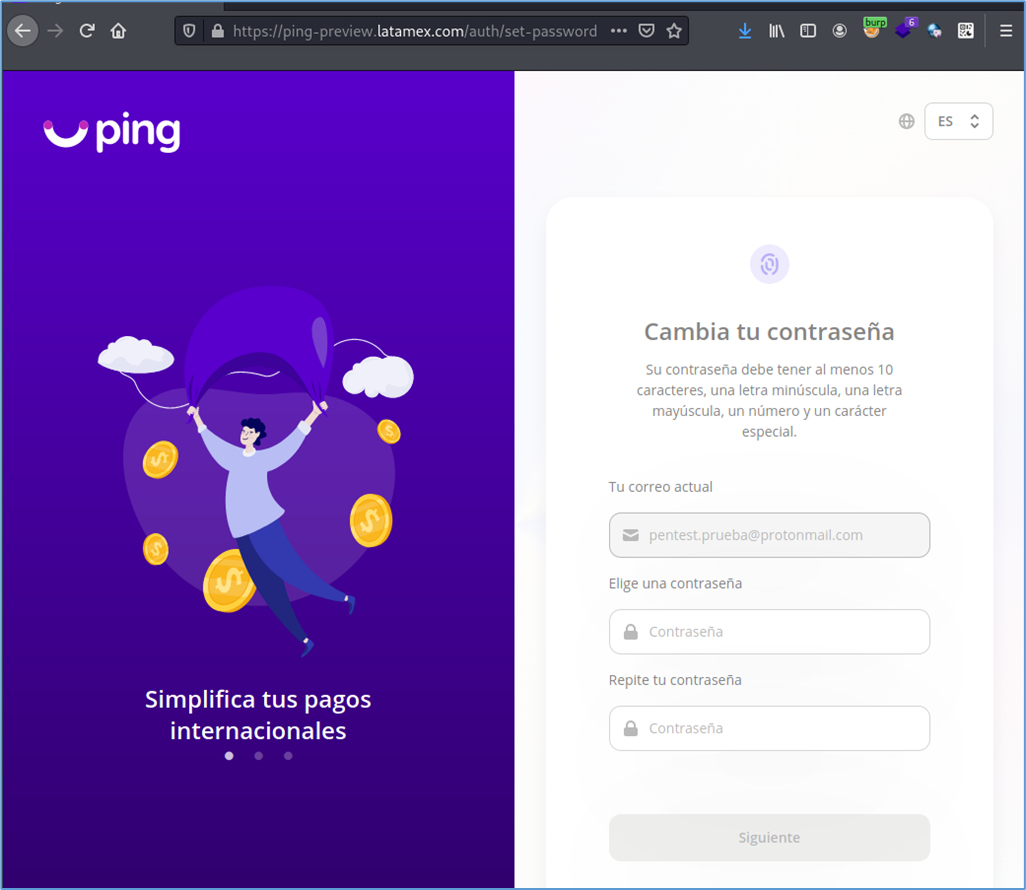 https://ping-preview.latamex.com/auth/set-password
burp
6
ping
ES
Cambia tu contraseña
Su contraseña debe tener al menos 10
caracteres, una letra minúscula, una letra
mayúscula, un número y un carácter
especial.
Tu correo actual
pentest.prueba@protonmail.com
Elige una contraseña
Contraseña
Repite tu contraseña
Contraseña
Siguiente
Simplifica tus pagos
internacionales